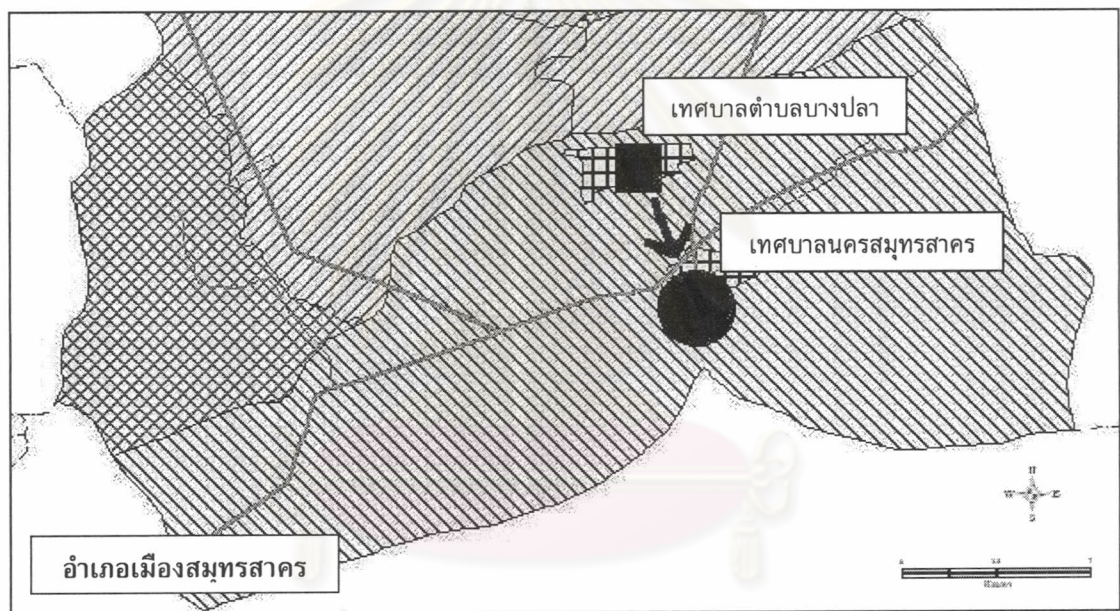 เทศบาลตำบลบางปลา
เทศบาลนครสมุทรสาคร
อำเภอเมืองสมุทรสาคร
W E
S